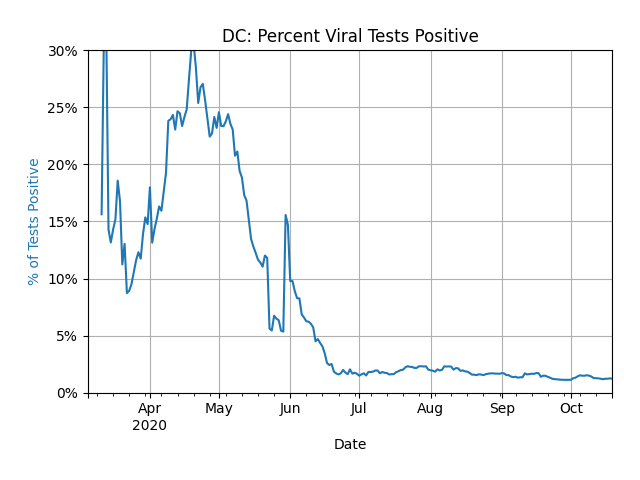 DC: Percent Viral Tests Positive
30%
25%
20%
15%
10%
5%
0%
% of Tests Positive
Apr
2020
May
Jun
Jul
Aug
Sep
Oct
Date